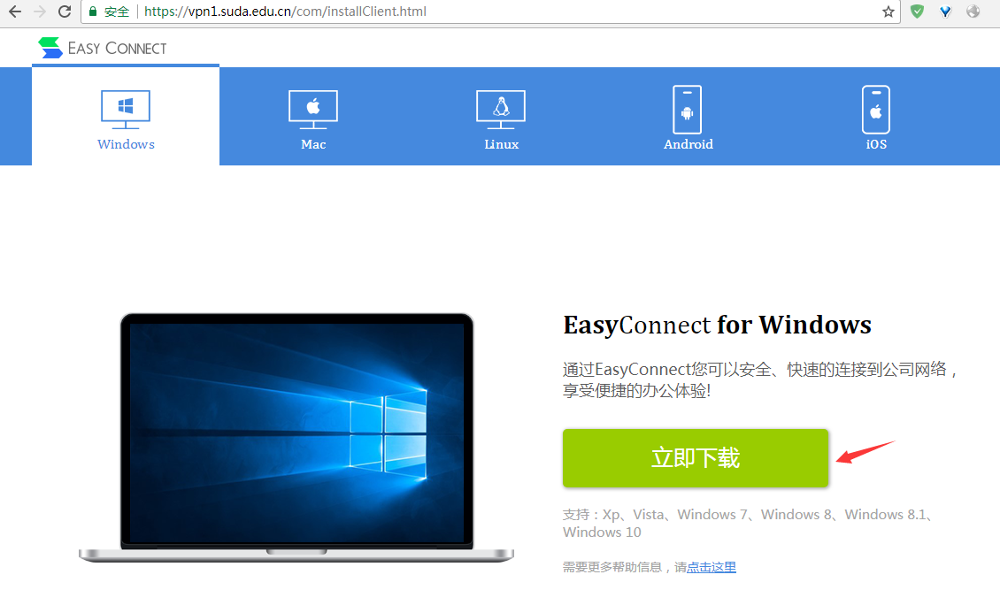 安全 https://vpn1.suda.edu.cn/com/installClient.html
EASY CONNECT
Windows Mac Linux Android iOS
EasyConnect for Windows
通过EasyConnect您可以安全、快速的连接到公司网络，
享受便捷的办公体验!
立即下载
支持：Xp、Vista、Windows 7、Windows 8、Windows 8.1、
Windows 10
需要更多帮助信息，请点击这里